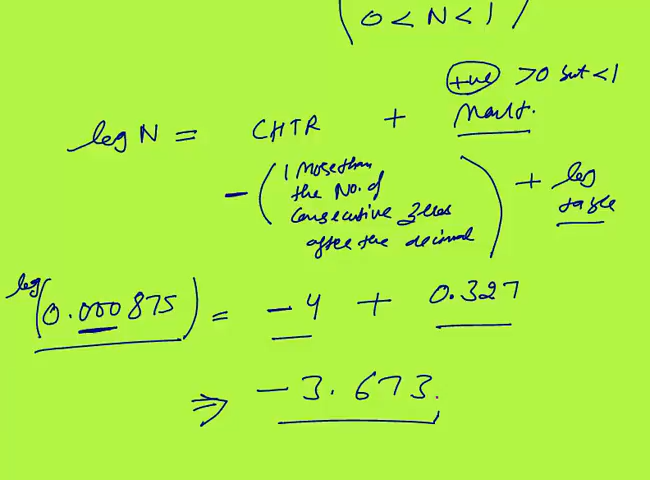 (0 < N < 1)
+ve > 0 but < 1
log N = CHTR + Mant.
- (1 more than the No. of consecutive zeros after the decimal) + log table
log (0.000875) = - 4 + 0.327
⇒ - 3.673.